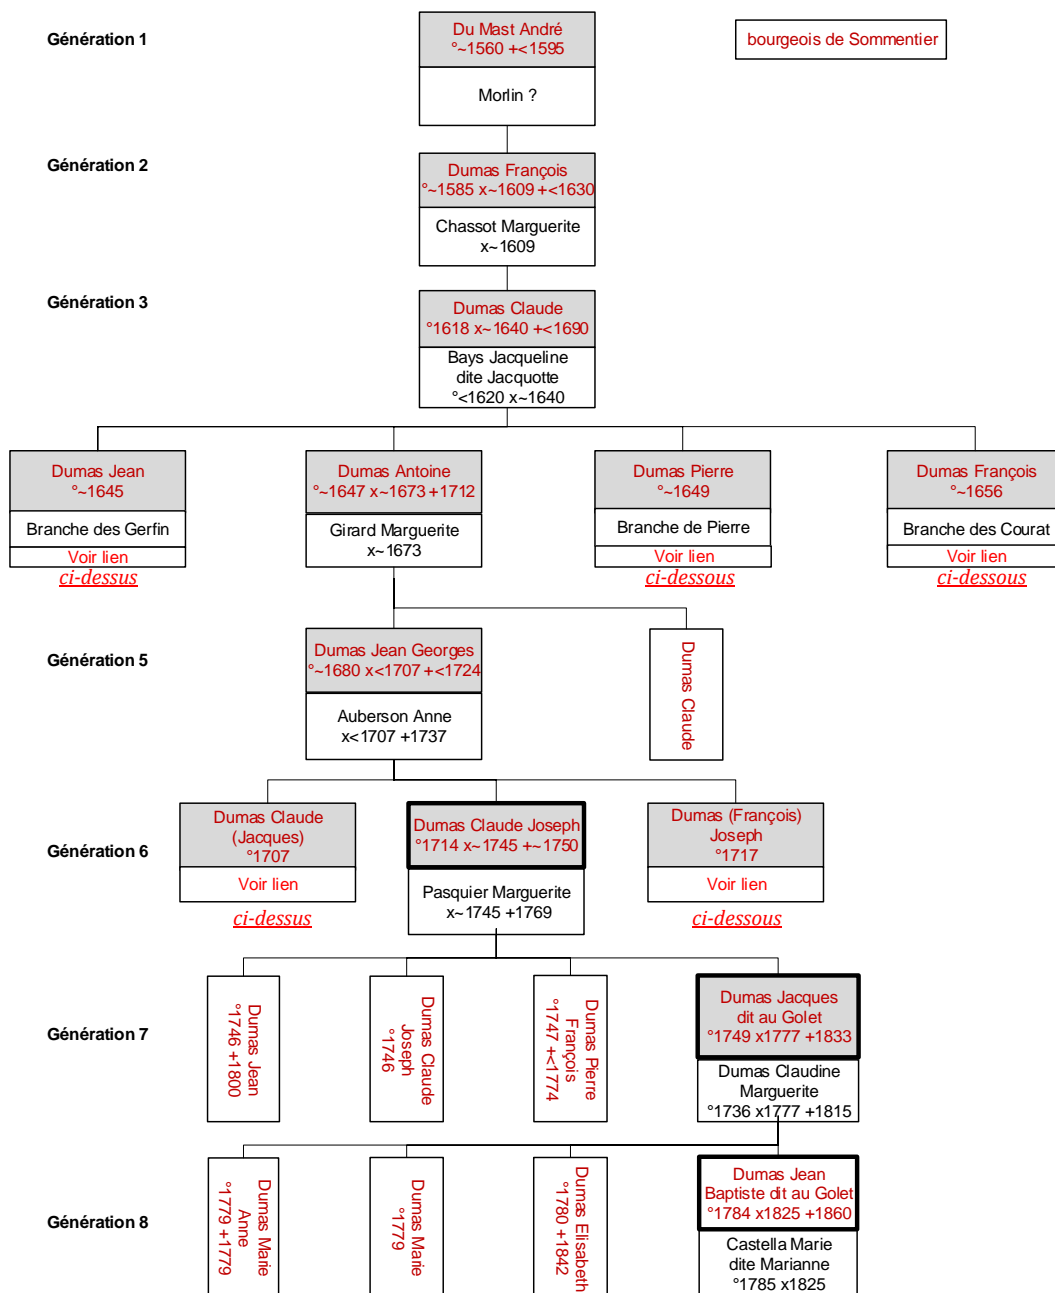 Génération 1
Du Mast André
°~1560 +<1595
Morlin ?
bourgeois de Sommentier
Génération 2
Dumas François
°~1585 x~1609 +<1630
Chassot Marguerite
x~1609
Génération 3
Dumas Claude
°1618 x~1640 +<1690
Bays Jacqueline
dite Jacquotte
°<1620 x~1640
Dumas Jean
°~1645
Branche des Gerfin
Voir lien
ci-dessus
Dumas Antoine
°~1647 x~1673 +1712
Girard Marguerite
x~1673
Dumas Pierre
°~1649
Branche de Pierre
Voir lien
ci-dessous
Dumas François
°~1656
Branche des Courat
Voir lien
ci-dessous
Génération 5
Dumas Jean Georges
°~1680 x<1707 +<1724
Auberson Anne
x<1707 +1737
Dumas Claude
Génération 6
Dumas Claude
(Jacques)
°1707
Voir lien
ci-dessus
Dumas Claude Joseph
°1714 x~1745 +~1750
Pasquier Marguerite
x~1745 +1769
Dumas (François)
Joseph
°1717
Voir lien
ci-dessous
Génération 7
Dumas Jean
°1746 +1800
Dumas Claude
Joseph
°1746
Dumas Pierre
François
°1747 +<1774
Dumas Jacques
dit au Golet
°1749 x1777 +1833
Dumas Claudine
Marguerite
°1736 x1777 +1815
Génération 8
Dumas Marie
Anne
°1779 +1779
Dumas Marie
°1779
Dumas Elisabeth
°1780 +1842
Dumas Jean
Baptiste dit au Golet
°1784 x1825 +1860
Castella Marie
dite Marianne
°1785 x1825